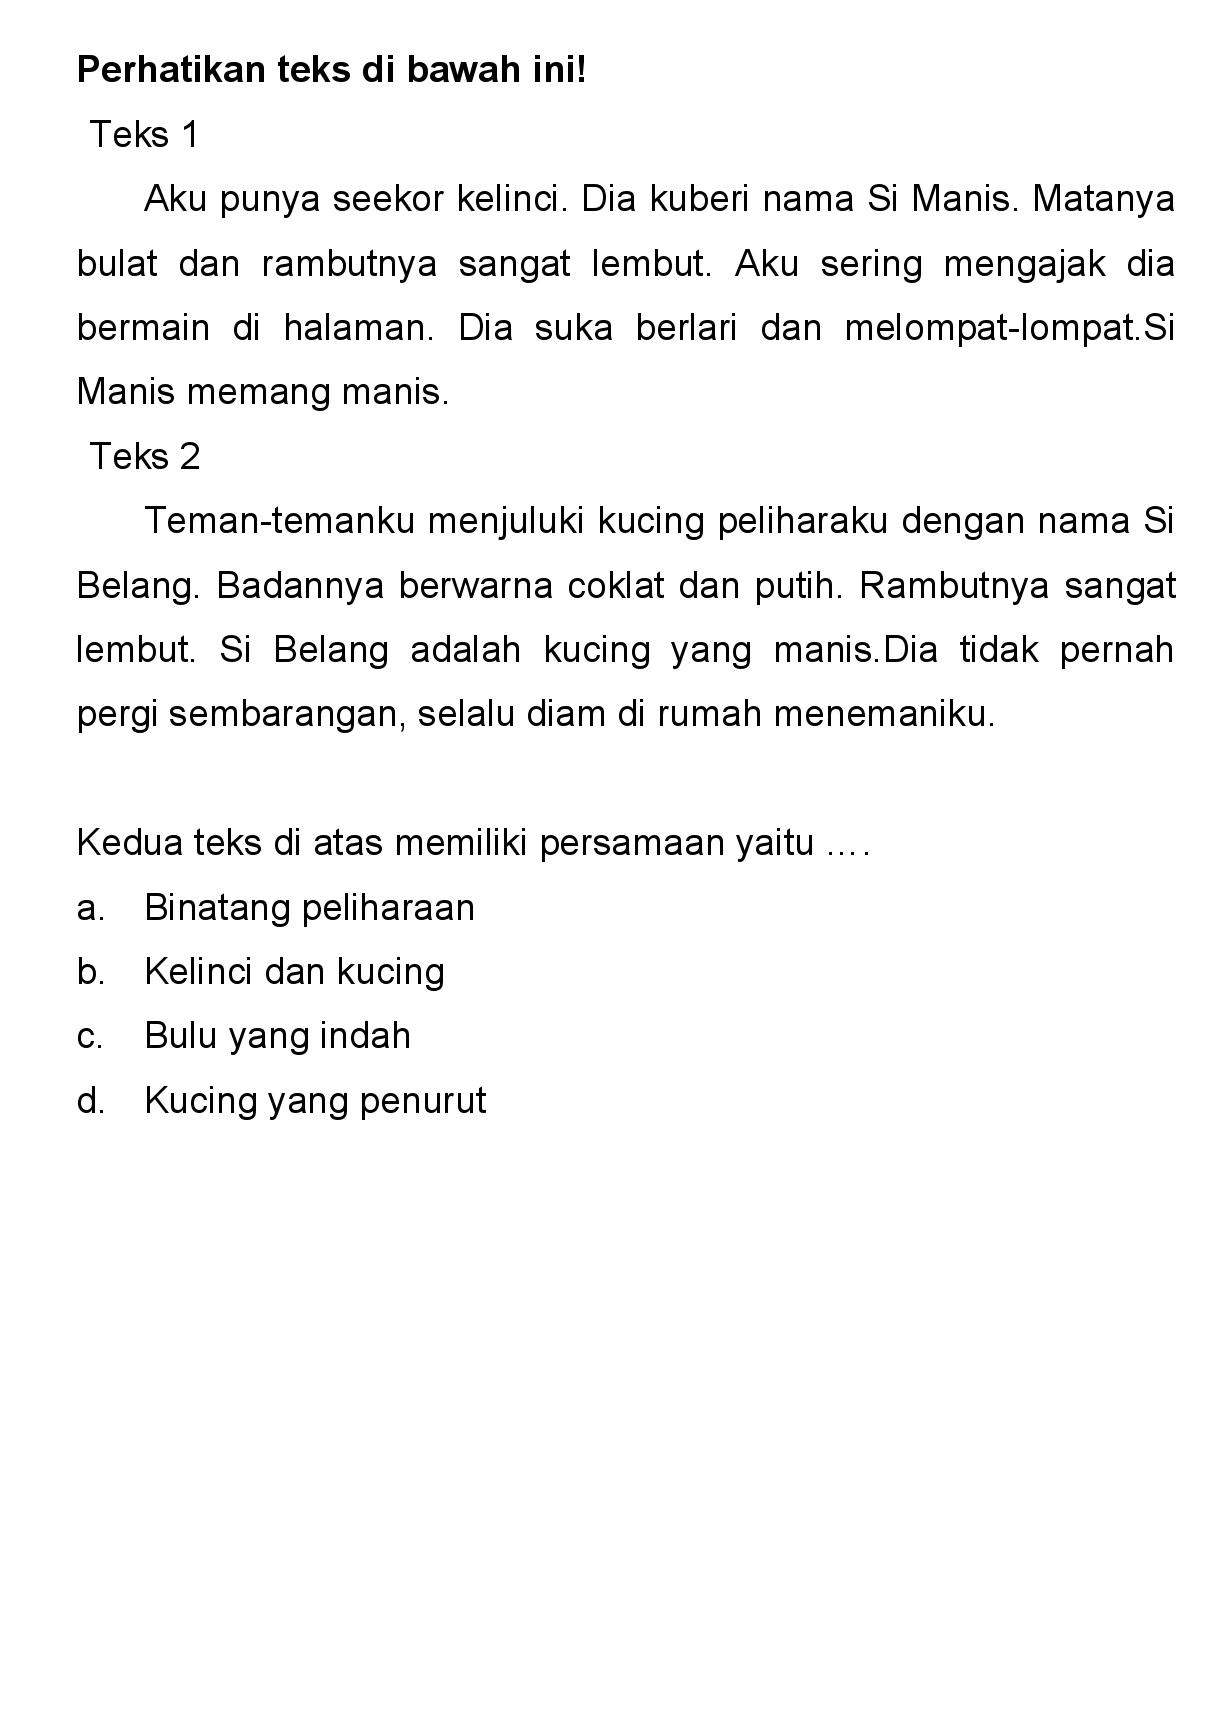 Perhatikan teks di bawah ini!
Teks 1
Aku punya seekor kelinci. Dia kuberi nama Si Manis. Matanya
bulat dan rambutnya sangat lembut. Aku sering mengajak dia
bermain di halaman. Dia suka berlari dan melompat-lompat.Si
Manis memang manis.
Teks 2
Teman-temanku menjuluki kucing peliharaku dengan nama Si
Belang. Badannya berwarna coklat dan putih. Rambutnya sangat
lembut. Si Belang adalah kucing yang manis.Dia tidak pernah
pergi sembarangan, selalu diam di rumah menemaniku.
Kedua teks di atas memiliki persamaan yaitu ....
a. Binatang peliharaan
b. Kelinci dan kucing
c. Bulu yang indah
d. Kucing yang penurut